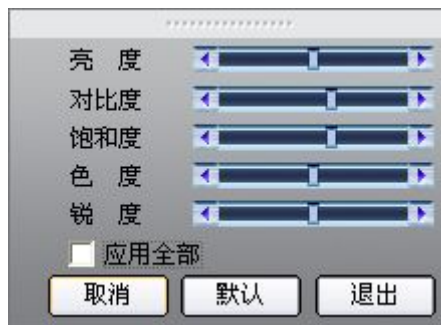 亮 度
对比度
饱和度
色 度
锐 度
应用全部
取消 默认 退出